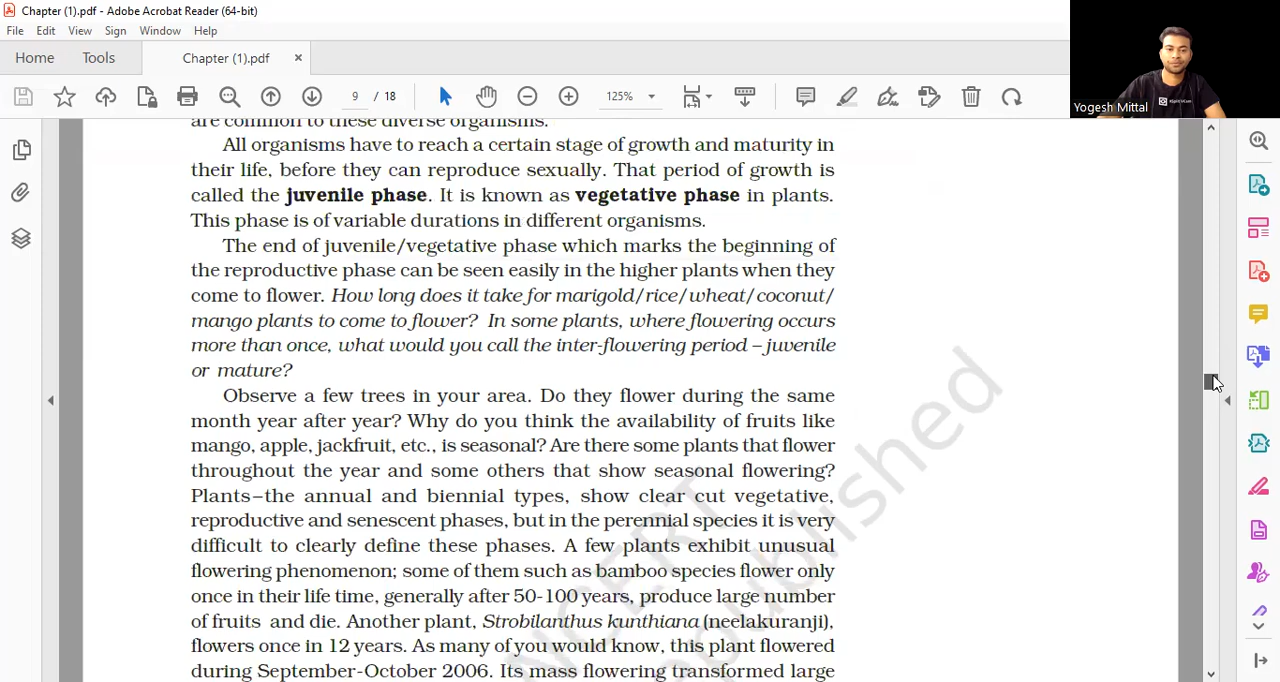 Chapter (1).pdf - Adobe Acrobat Reader (64-bit)
File Edit View Sign Window Help
Home Tools Chapter (1).pdf ×
9 / 18 125%
Yogesh Mittal
are common to these diverse organisms.
All organisms have to reach a certain stage of growth and maturity in
their life, before they can reproduce sexually. That period of growth is
called the juvenile phase. It is known as vegetative phase in plants.
This phase is of variable durations in different organisms.
The end of juvenile/vegetative phase which marks the beginning of
the reproductive phase can be seen easily in the higher plants when they
come to flower. How long does it take for marigold/rice/wheat/coconut/
mango plants to come to flower? In some plants, where flowering occurs
more than once, what would you call the inter-flowering period – juvenile
or mature?
Observe a few trees in your area. Do they flower during the same
month year after year? Why do you think the availability of fruits like
mango, apple, jackfruit, etc., is seasonal? Are there some plants that flower
throughout the year and some others that show seasonal flowering?
Plants–the annual and biennial types, show clear cut vegetative,
reproductive and senescent phases, but in the perennial species it is very
difficult to clearly define these phases. A few plants exhibit unusual
flowering phenomenon; some of them such as bamboo species flower only
once in their life time, generally after 50-100 years, produce large number
of fruits and die. Another plant, Strobilanthus kunthiana (neelakuranji),
flowers once in 12 years. As many of you would know, this plant flowered
during September-October 2006. Its mass flowering transformed large
NCERT
republished